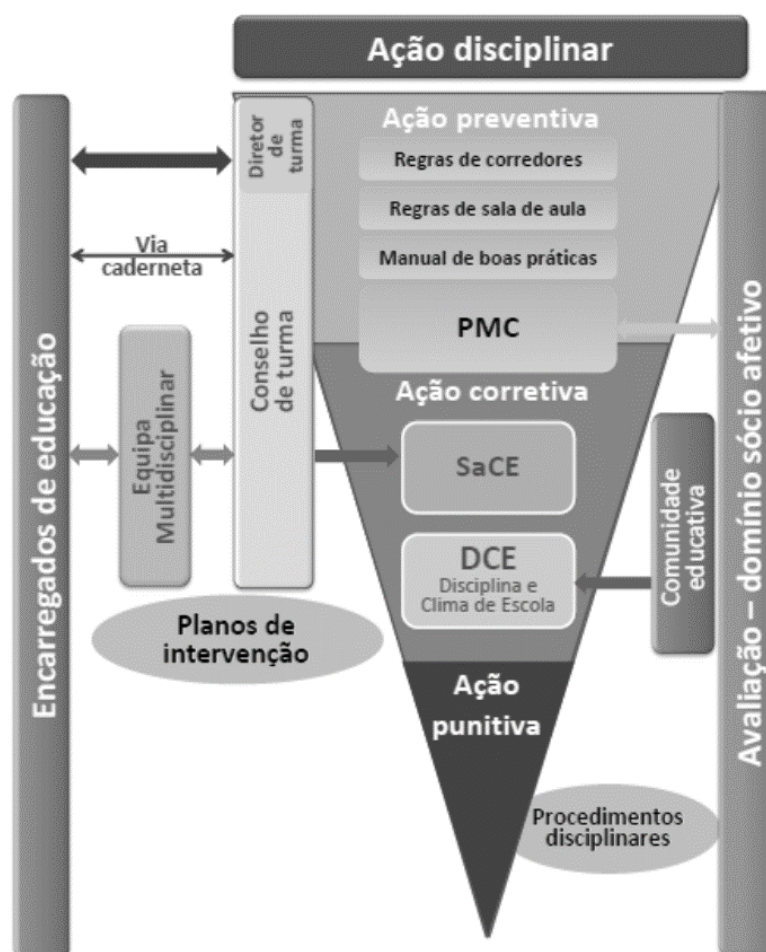 Ação disciplinar
Encarregados de educação
Diretor
de
turma
Via
caderneta
Conselho
de turma
Equipa
Multidisciplinar
Planos de
intervenção
Ação preventiva
Regras de corredores
Regras de sala de aula
Manual de boas práticas
PMC
Ação corretiva
SaCE
DCE
Disciplina e
Clima de Escola
Ação
punitiva
Comunidade
educativa
Procedimentos
disciplinares
Avaliação – domínio sócio afetivo